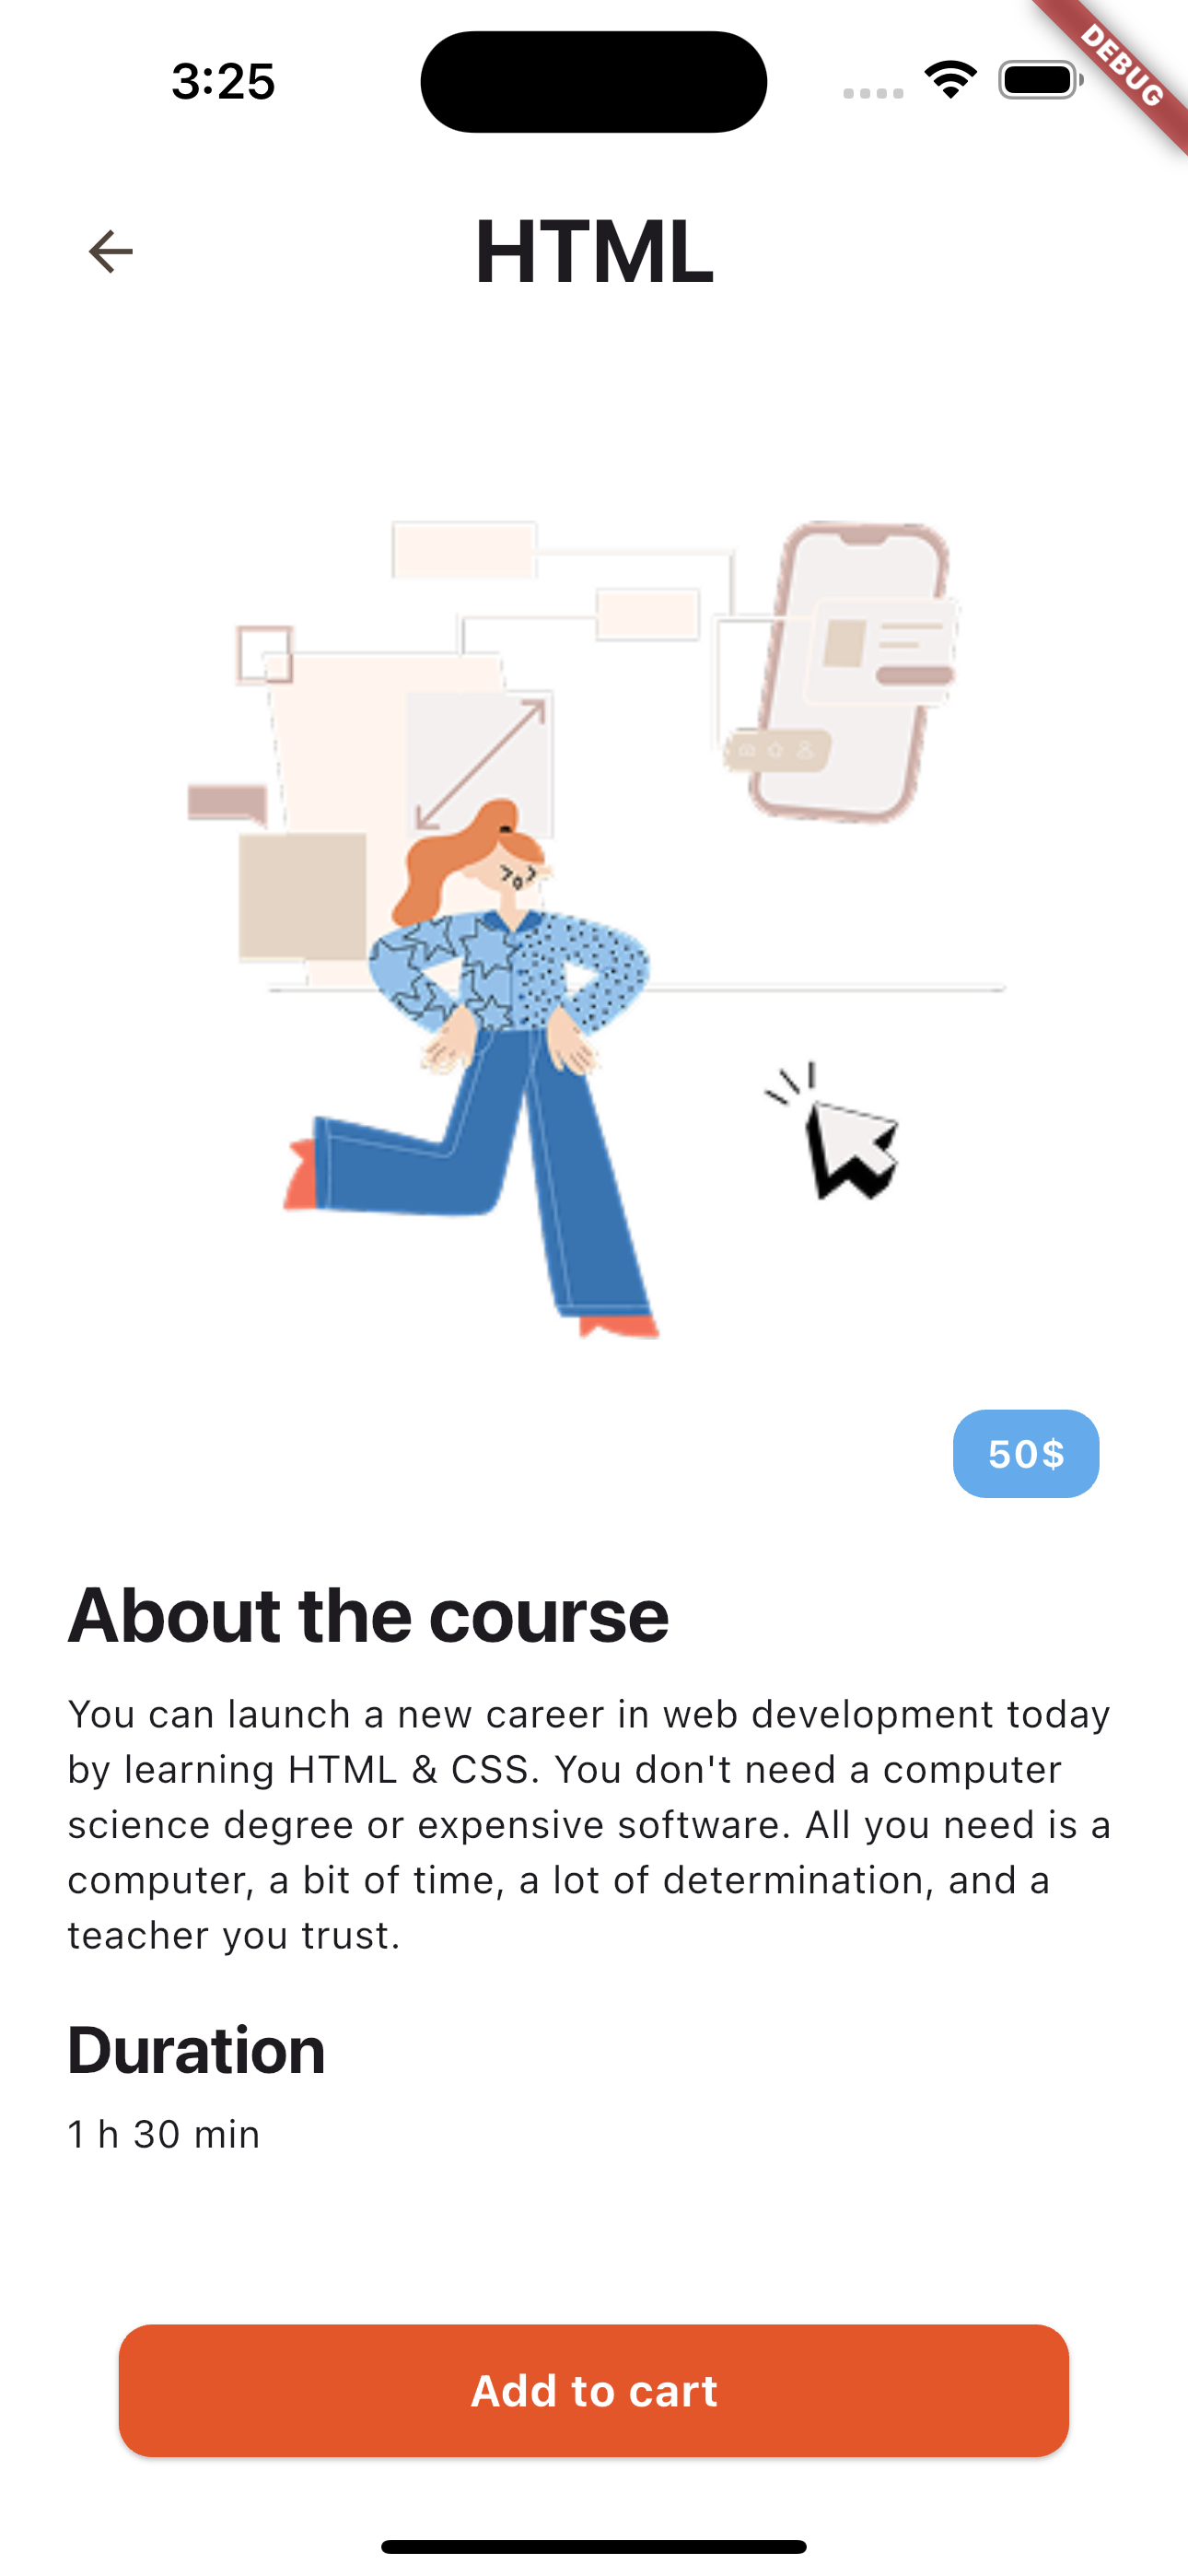 3:25
DEBUG
HTML
50$
About the course
You can launch a new career in web development today
by learning HTML & CSS. You don't need a computer
science degree or expensive software. All you need is a
computer, a bit of time, a lot of determination, and a
teacher you trust.
Duration
1 h 30 min
Add to cart